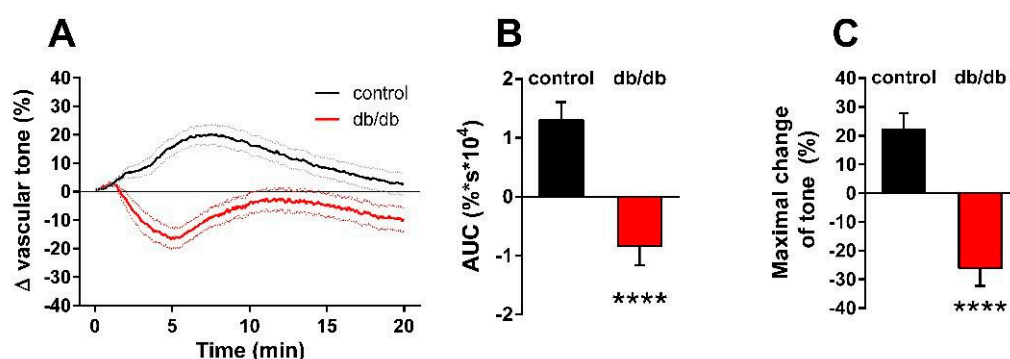 A
Δ vascular tone (%)
40
30
20
10
0
-10
-20
-30
-40
control
db/db
0
5
10
15
20
Time (min)
B
control db/db
AUC (%*s*10⁴)
2
1
0
-1
-2
****
C
control db/db
Maximal change
of tone (%)
40
30
20
10
0
-10
-20
-30
-40
****